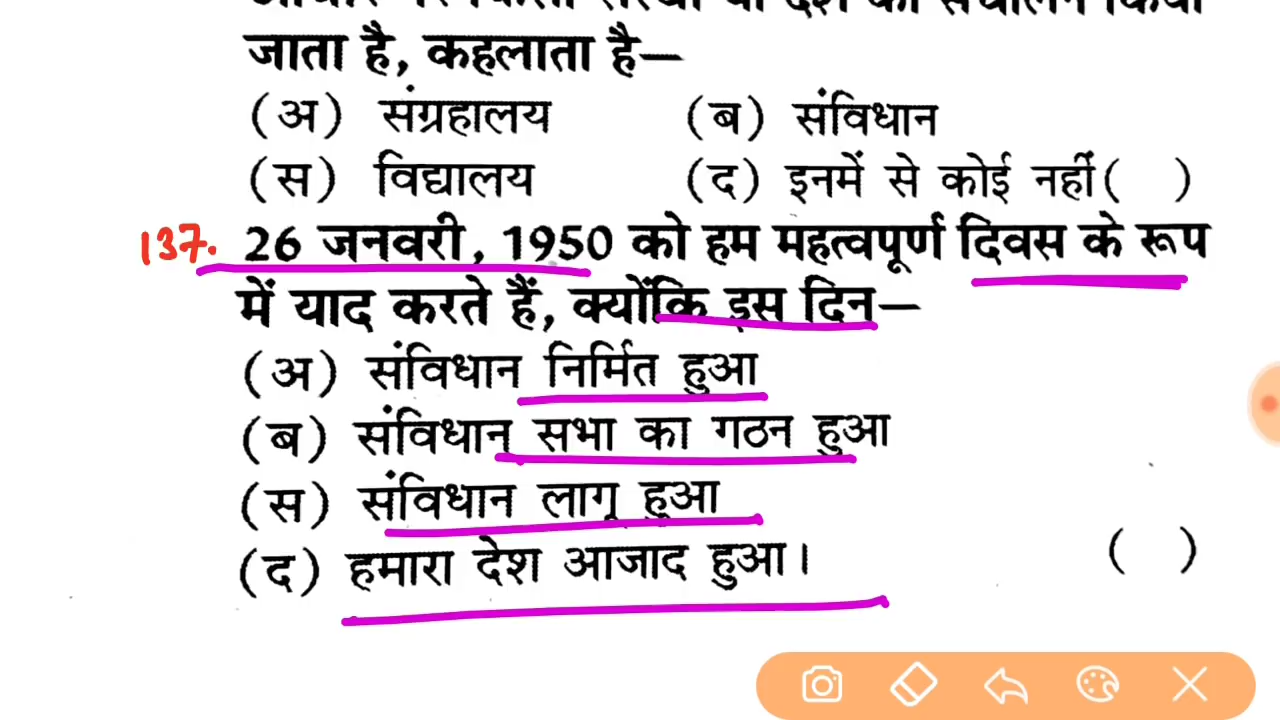 जाता है, कहलाता है—
(अ) संग्रहालय (ब) संविधान
(स) विद्यालय (द) इनमें से कोई नहीं ( )
137. 26 जनवरी, 1950 को हम महत्वपूर्ण दिवस के रूप
में याद करते हैं, क्योंकि इस दिन—
(अ) संविधान निर्मित हुआ
(ब) संविधान सभा का गठन हुआ
(स) संविधान लागू हुआ
(द) हमारा देश आजाद हुआ। ( )